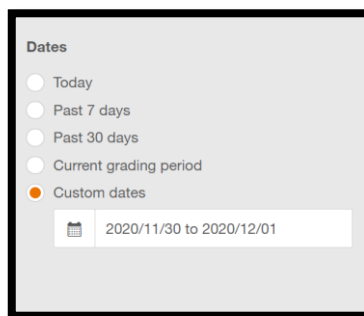 Dates
Today
Past 7 days
Past 30 days
Current grading period
Custom dates
2020/11/30 to 2020/12/01